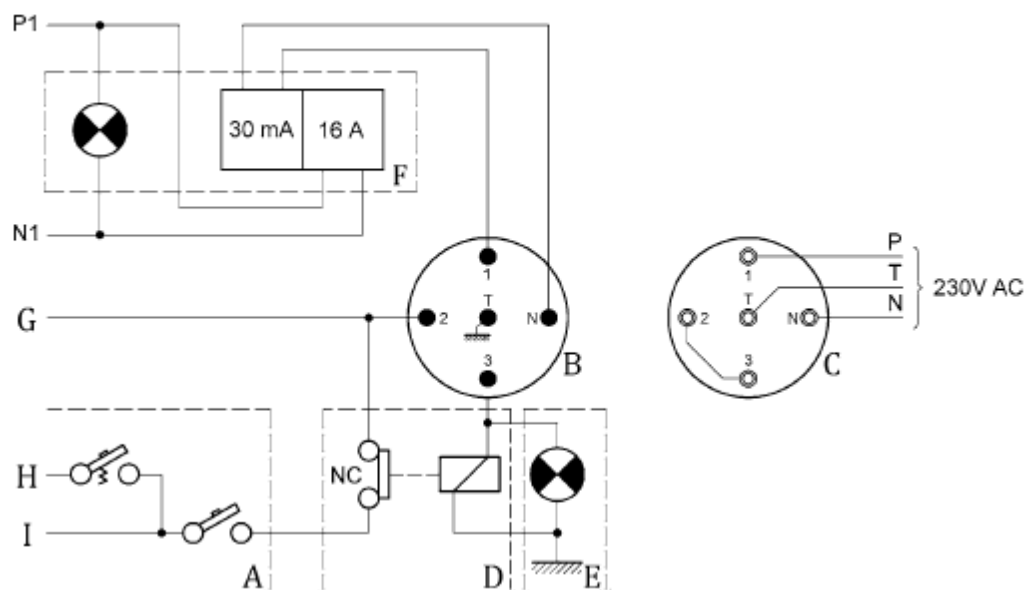 P1
30 mA 16 A
F
N1
1
G 2 T N B
3
P
1 T
T N
2 N 230V AC
3 C
H NC
I
A D E